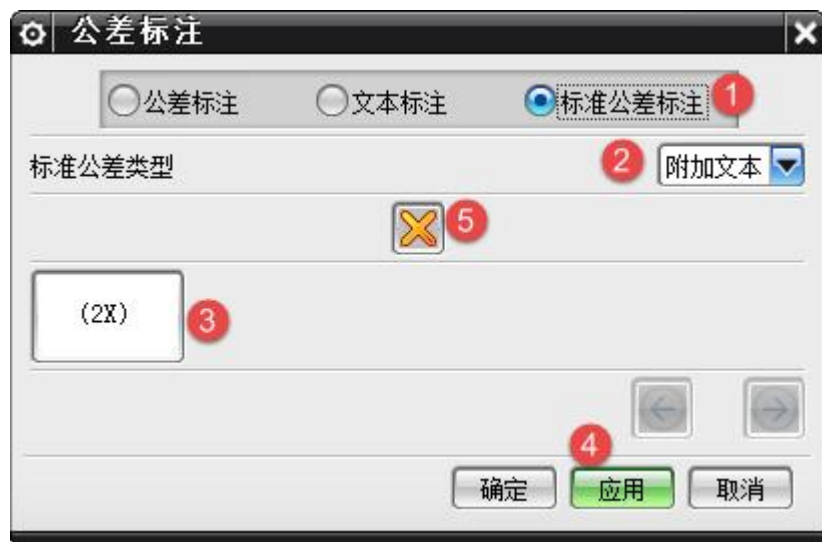 公差标注
公差标注 文本标注 标准公差标注 1
标准公差类型 2 附加文本
5
(2X) 3
4
确定 应用 取消